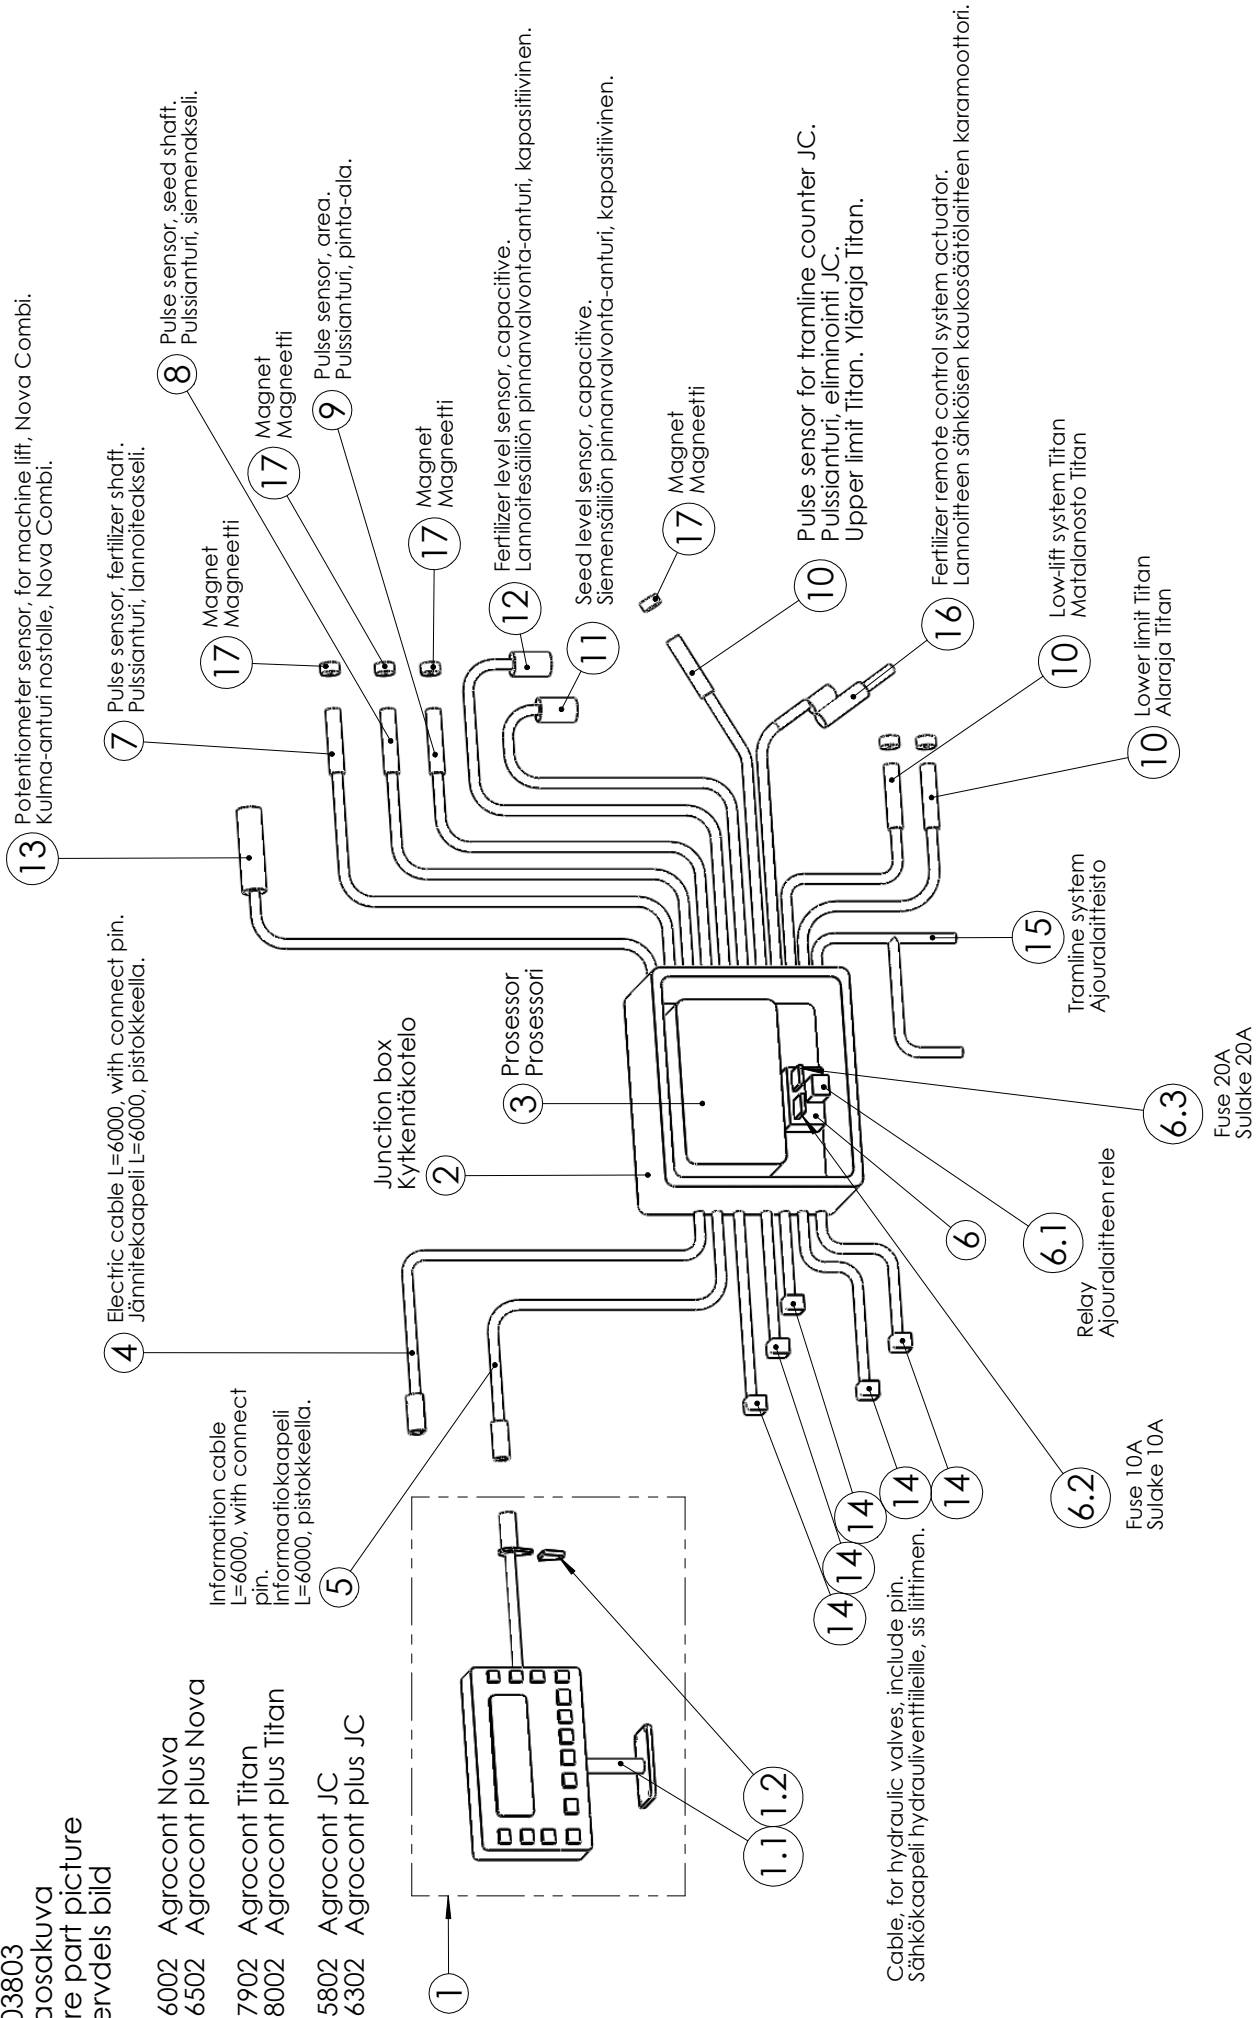 03803
aosakuva
re part picture
ervdels bild
6002 Agrocont Nova
6502 Agrocont plus Nova
7902 Agrocont Titan
8002 Agrocont plus Titan
5802 Agrocont JC
6302 Agrocont plus JC
1
1.1
1.2
Information cable
L=6000, with connect
pin.
Informaatiokaapeli
L=6000, pistokkeella.
5
4
Electric cable L=6000, with connect pin.
Jännitekaapeli L=6000, pistokkeella.
13
Potentiometer sensor, for machine lift, Nova Combi.
Kulma-anturi nostolle, Nova Combi.
7
Pulse sensor, fertilizer shaft.
Pulssianturi, lannoiteakseli.
8
Pulse sensor, seed shaft.
Pulssianturi, siemenakseli.
17
Magnet
Magneetti
17
Magnet
Magneetti
9
Pulse sensor, area.
Pulssianturi, pinta-ala.
17
Magnet
Magneetti
2
Junction box
Kytkentäkotelo
3
Prosessor
Prosessori
12
Fertilizer level sensor, capacitive.
Lannoitesäiliön pinnanvalvonta-anturi, kapasitiivinen.
11
Seed level sensor, capacitive.
Siemensäiliön pinnanvalvonta-anturi, kapasitiivinen.
17
Magnet
Magneetti
10
Pulse sensor for tramline counter JC.
Pulssianturi, eliminointi JC.
Upper limit Titan. Yläraja Titan.
16
Fertilizer remote control system actuator.
Lannoitteen sähköisen kaukosäätölaitteen karamoottori.
10
Low-lift system Titan
Matalanosto Titan
10
Lower limit Titan
Alaraja Titan
15
Tramline system
Ajouralaitteisto
14
14
14
14
14
Cable, for hydraulic valves, include pin.
Sähkökaapeli hydrauliventtiileille, sis liittimen.
6
6.1
Relay
Ajouralaitteen rele
6.2
Fuse 10A
Sulake 10A
6.3
Fuse 20A
Sulake 20A